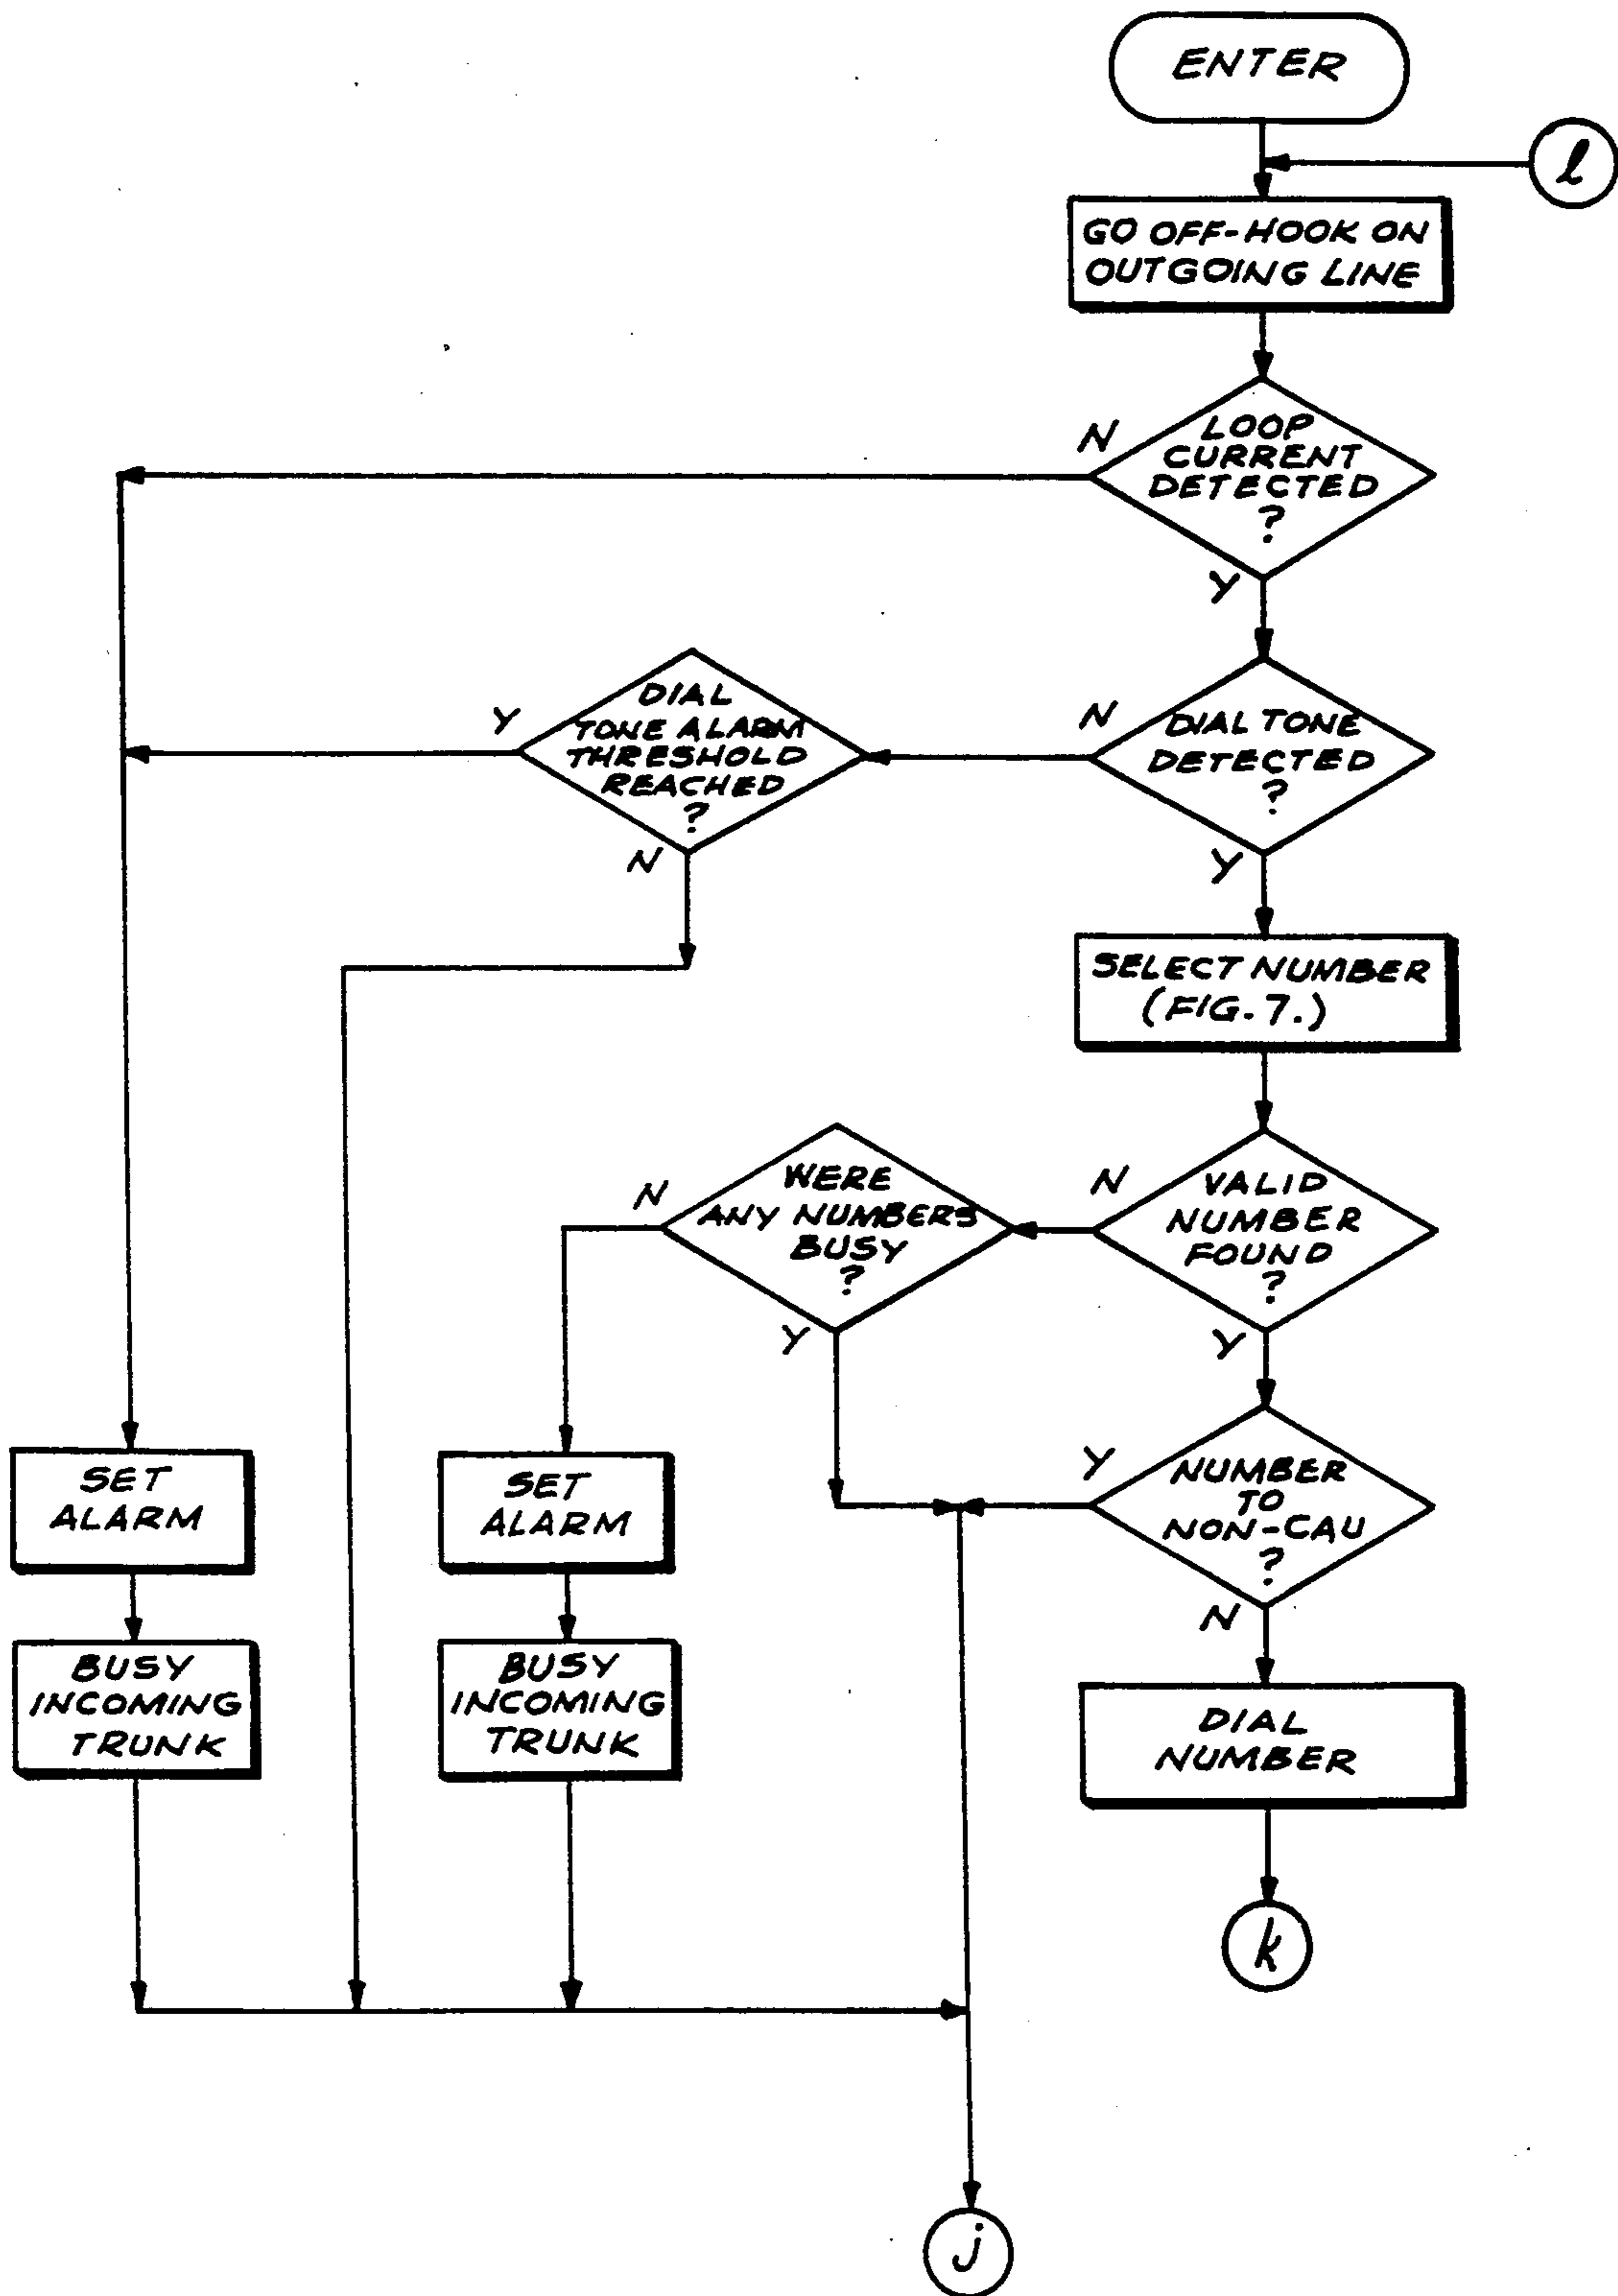 ENTER
l
GO OFF-HOOK ON
OUTGOING LINE
LOOP
CURRENT
DETECTED
?
N
Y
DIAL TONE
DETECTED
?
N
Y
DIAL
TONE ALARM
THRESHOLD
REACHED
?
Y
N
SELECT NUMBER
(FIG. 7.)
VALID
NUMBER
FOUND
?
N
Y
WERE
ANY NUMBERS
BUSY
?
N
Y
NUMBER
TO
NON-CAU
?
Y
N
SET
ALARM
SET
ALARM
BUSY
INCOMING
TRUNK
BUSY
INCOMING
TRUNK
DIAL
NUMBER
k
j